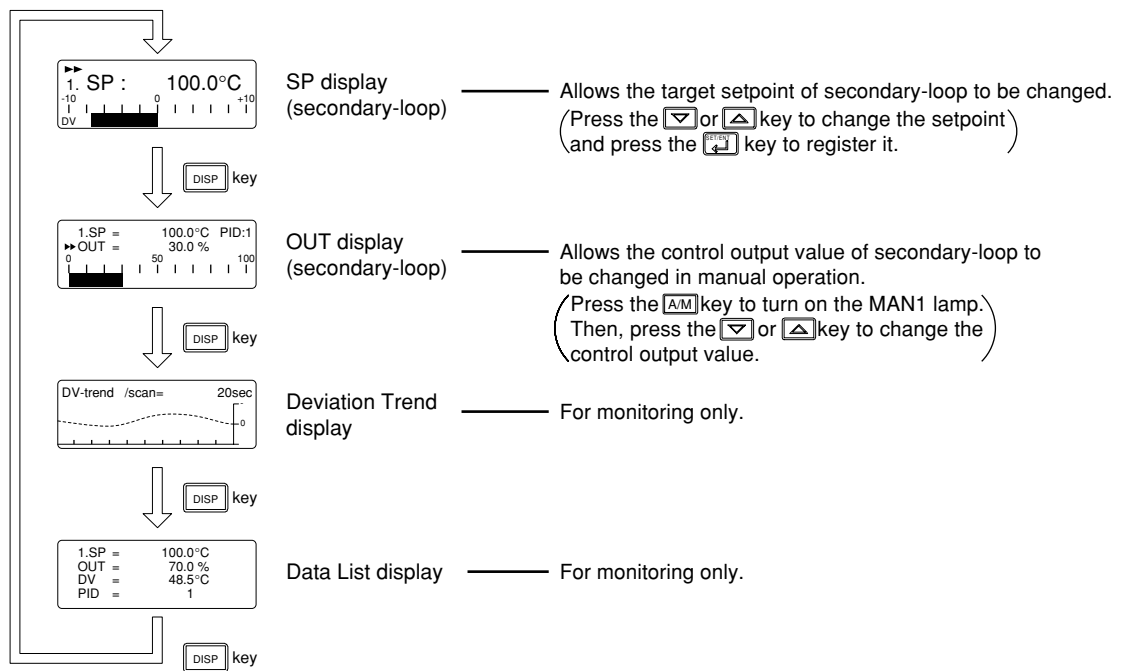 1. SP : 100.0°C
-10 0 +10
DV
SP display
(secondary-loop)
Allows the target setpoint of secondary-loop to be changed.
Press the or key to change the setpoint
and press the SET/ENT key to register it.
DISP key
1.SP = 100.0°C PID:1
OUT = 30.0 %
0 50 100
OUT display
(secondary-loop)
Allows the control output value of secondary-loop to
be changed in manual operation.
Press the A/M key to turn on the MAN1 lamp.
Then, press the or key to change the
control output value.
DISP key
DV-trend /scan= 20sec
0
Deviation Trend
display
For monitoring only.
DISP key
1.SP = 100.0°C
OUT = 70.0 %
DV = 48.5°C
PID = 1
Data List display
For monitoring only.
DISP key